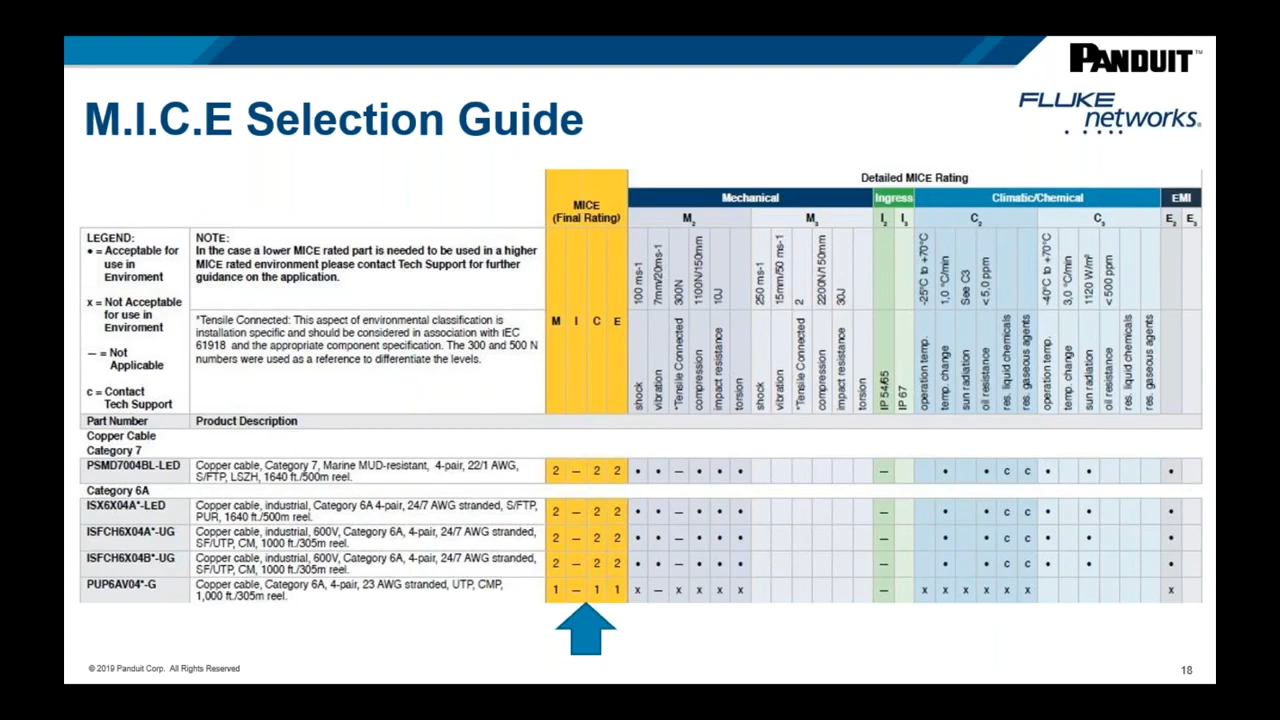 PANDUIT™
FLUKE
networks®
M.I.C.E Selection Guide
Detailed MICE Rating
MICE
(Final Rating)
Mechanical
Ingress
Climatic/Chemical
EMI
M2
M3
I2
I3
C2
C3
E2
E3
LEGEND:
• = Acceptable for
use in
Enviroment
x = Not Acceptable
for use in
Enviroment
— = Not
Applicable
c = Contact
Tech Support
NOTE:
In the case a lower MICE rated part is needed to be used in a higher
MICE rated environment please contact Tech Support for further
guidance on the application.
*Tensile Connected: This aspect of environmental classification is
installation specific and should be considered in association with IEC
61918 and the appropriate component specification. The 300 and 500 N
numbers were used as a reference to differentiate the levels.
M I C E
shock 100 ms-1
vibration 7mm/20ms-1
*Tensile Connected 300N
compression 1100N/150mm
impact resistance 10J
torsion
shock 250 ms-1
vibration 15mm/50 ms-1
*Tensile Connected 2
compression 2200N/150mm
impact resistance 30J
torsion
IP 54/65
IP 67
operation temp. -25°C to +70°C
temp. change 1,0 °C/min
sun radiation See C3
oil resistance <5,0 ppm
res. liquid chemicals
res. gaseous agents
operation temp. -40°C to +70°C
temp. change 3,0 °C/min
sun radiation 1120 W/m²
oil resistance <500 ppm
res. liquid chemicals
res. gaseous agents
Part Number Product Description
Copper Cable
Category 7
PSMD7004BL-LED Copper cable, Category 7, Marine MUD-resistant, 4-pair, 22/1 AWG,
S/FTP, LSZH, 1640 ft./500m reel.
2 — 2 2 • • — • • • — • • c c • • •
Category 6A
ISX6X04A*-LED Copper cable, industrial, Category 6A 4-pair, 24/7 AWG stranded, S/FTP,
PUR, 1640 ft./500m reel.
2 — 2 2 • • — • • • — • • c c • • •
ISFCH6X04A*-UG Copper cable, industrial, 600V, Category 6A, 4-pair, 24/7 AWG stranded,
SF/UTP, CM, 1000 ft./305m reel.
2 — 2 2 • • — • • • — • • c c • • •
ISFCH6X04B*-UG Copper cable, industrial, 600V, Category 6A, 4-pair, 24/7 AWG stranded,
SF/UTP, CM, 1000 ft./305m reel.
2 — 2 2 • • — • • • — • • c c • • •
PUP6AV04*-G Copper cable, Category 6A, 4-pair, 23 AWG stranded, UTP, CMP,
1,000 ft./305m reel.
1 — 1 1 x — x x x x — x x x x x x x
© 2019 Panduit Corp. All Rights Reserved
18